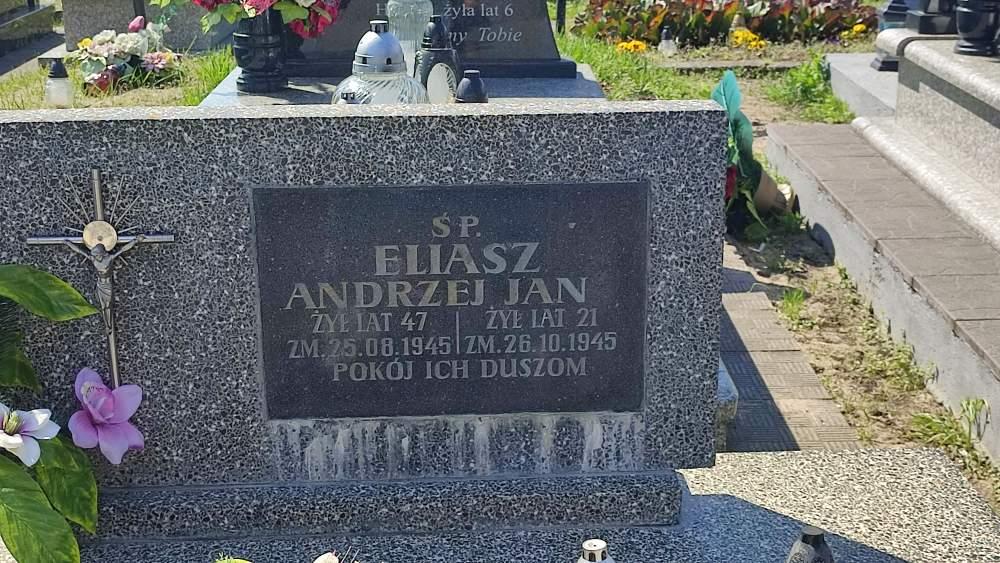 żyła lat 6
Tobie
Ś P.
ELIASZ
ANDRZEJ JAN
ŻYŁ LAT 47 ŻYŁ LAT 21
ZM. 25.08.1945 ZM. 26.10.1945
POKÓJ ICH DUSZOM